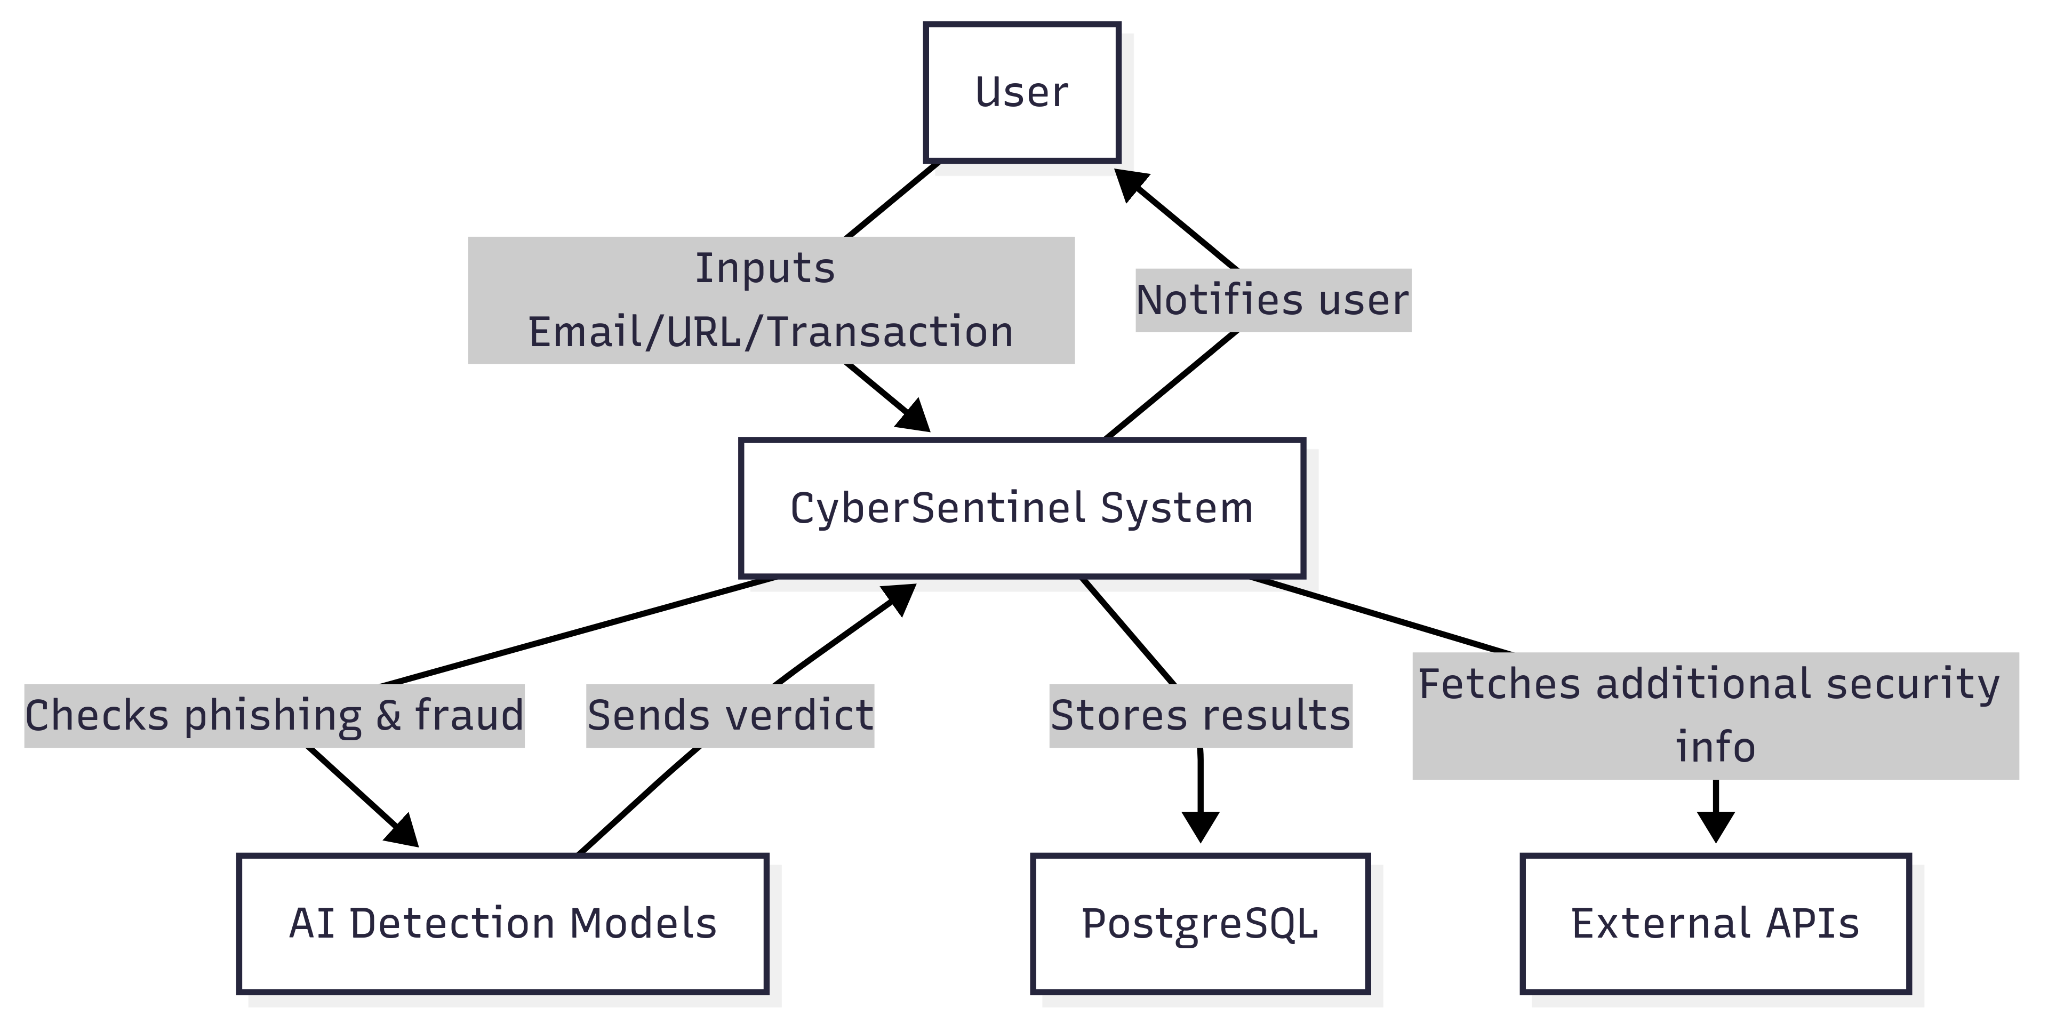 User
Inputs
Email/URL/Transaction
Notifies user
CyberSentinel System
Checks phishing & fraud
Sends verdict
Stores results
Fetches additional security
info
AI Detection Models
PostgreSQL
External APIs